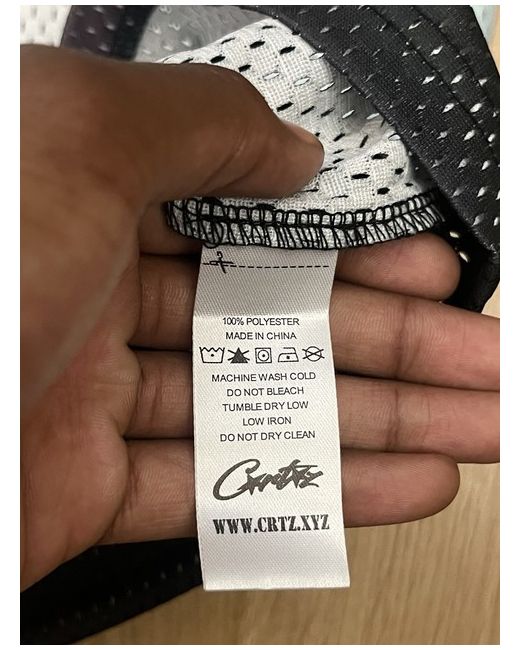 100% POLYESTER
MADE IN CHINA
MACHINE WASH COLD
DO NOT BLEACH
TUMBLE DRY LOW
LOW IRON
DO NOT DRY CLEAN
Corteiz
WWW.CRTZ.XYZ